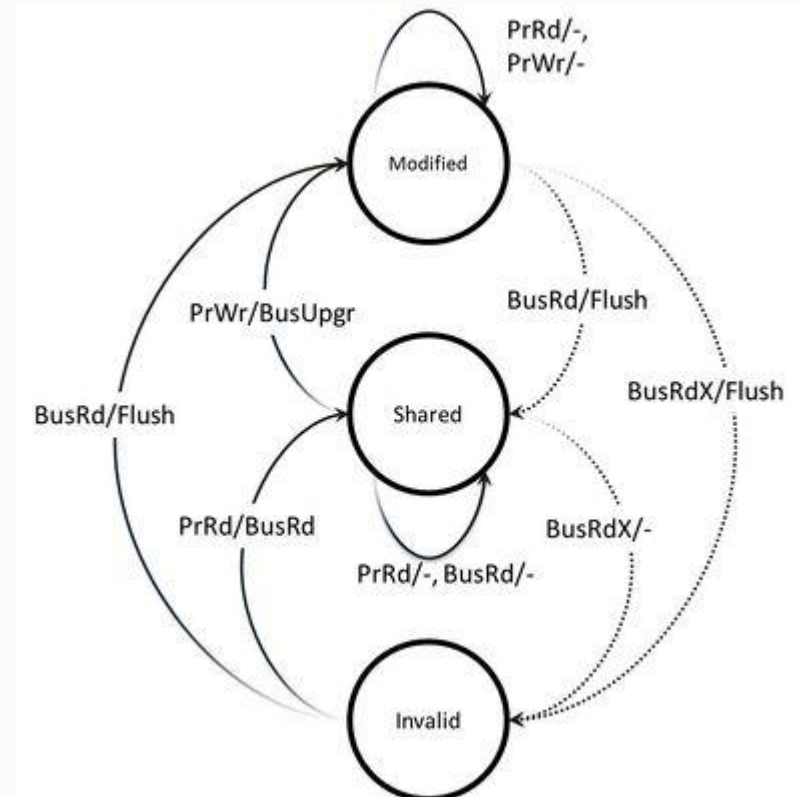 PrRd/-,
PrWr/-
Modified
BusRd/Flush
PrWr/BusUpgr
BusRdX/Flush
BusRd/Flush
Shared
PrRd/BusRd
BusRdX/-
PrRd/-, BusRd/-
Invalid